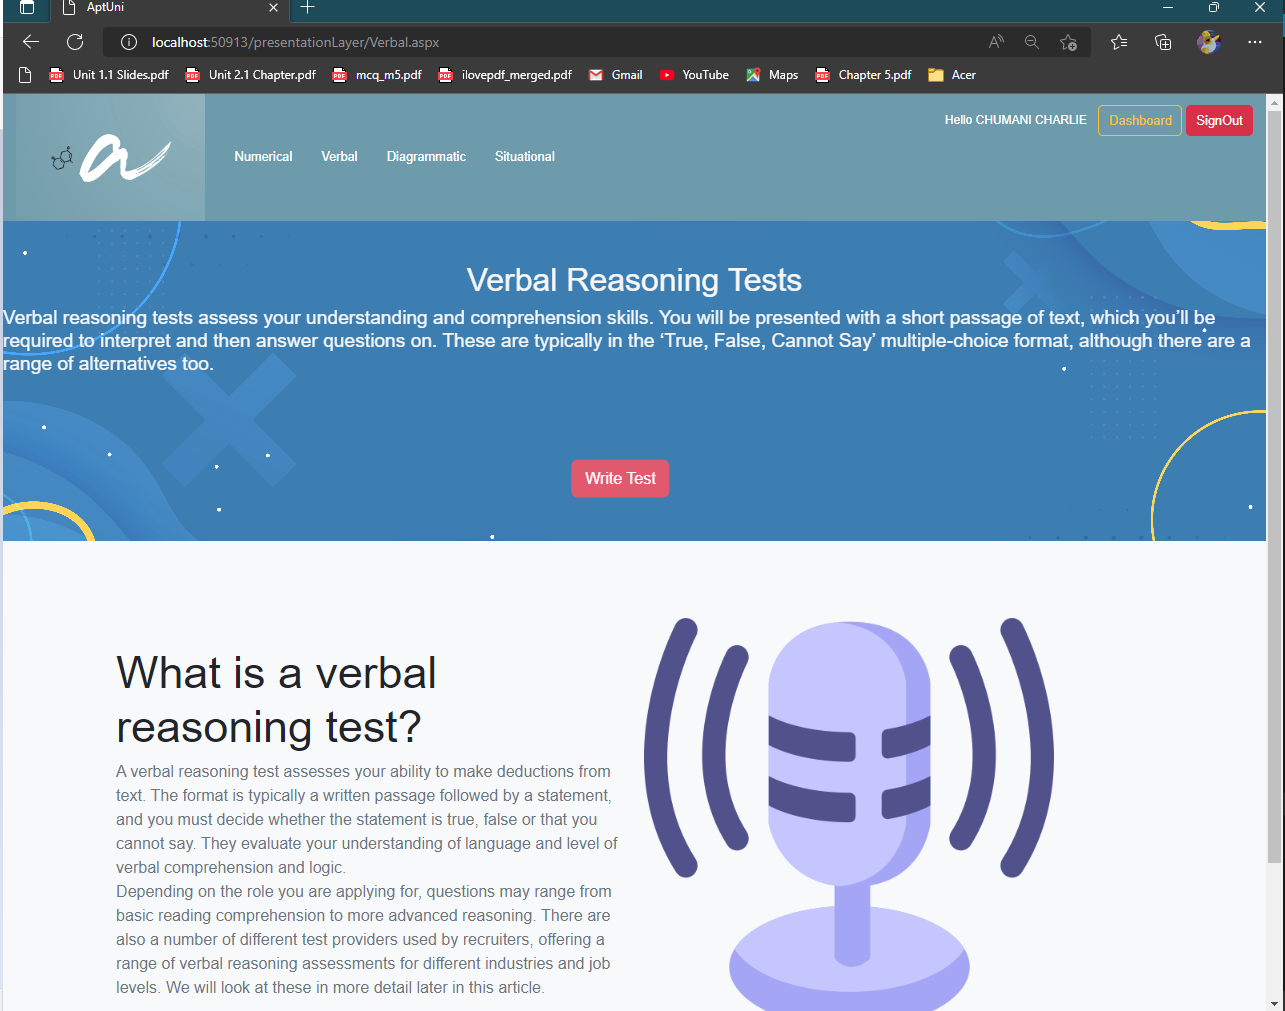 AptUni
localhost:50913/presentationLayer/Verbal.aspx
Unit 1.1 Slides.pdf Unit 2.1 Chapter.pdf mcq_m5.pdf ilovepdf_merged.pdf Gmail YouTube Maps Chapter 5.pdf Acer
Hello CHUMANI CHARLIE Dashboard SignOut
a
Numerical Verbal Diagrammatic Situational
Verbal Reasoning Tests
Verbal reasoning tests assess your understanding and comprehension skills. You will be presented with a short passage of text, which you’ll be
required to interpret and then answer questions on. These are typically in the ‘True, False, Cannot Say’ multiple-choice format, although there are a
range of alternatives too.
Write Test
What is a verbal
reasoning test?
A verbal reasoning test assesses your ability to make deductions from
text. The format is typically a written passage followed by a statement,
and you must decide whether the statement is true, false or that you
cannot say. They evaluate your understanding of language and level of
verbal comprehension and logic.
Depending on the role you are applying for, questions may range from
basic reading comprehension to more advanced reasoning. There are
also a number of different test providers used by recruiters, offering a
range of verbal reasoning assessments for different industries and job
levels. We will look at these in more detail later in this article.